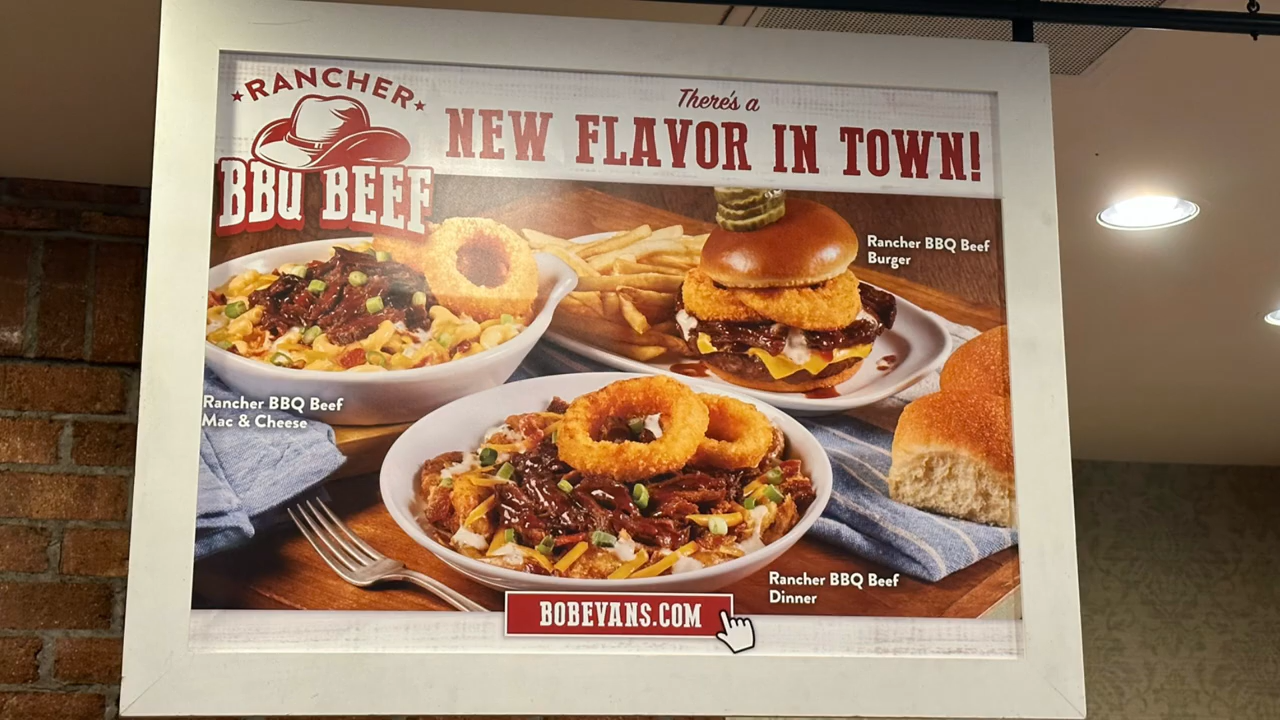 RANCHER
BBQ BEEF
There's a
NEW FLAVOR IN TOWN!
Rancher BBQ Beef
Burger
Rancher BBQ Beef
Mac & Cheese
Rancher BBQ Beef
Dinner
BOBEVANS.COM